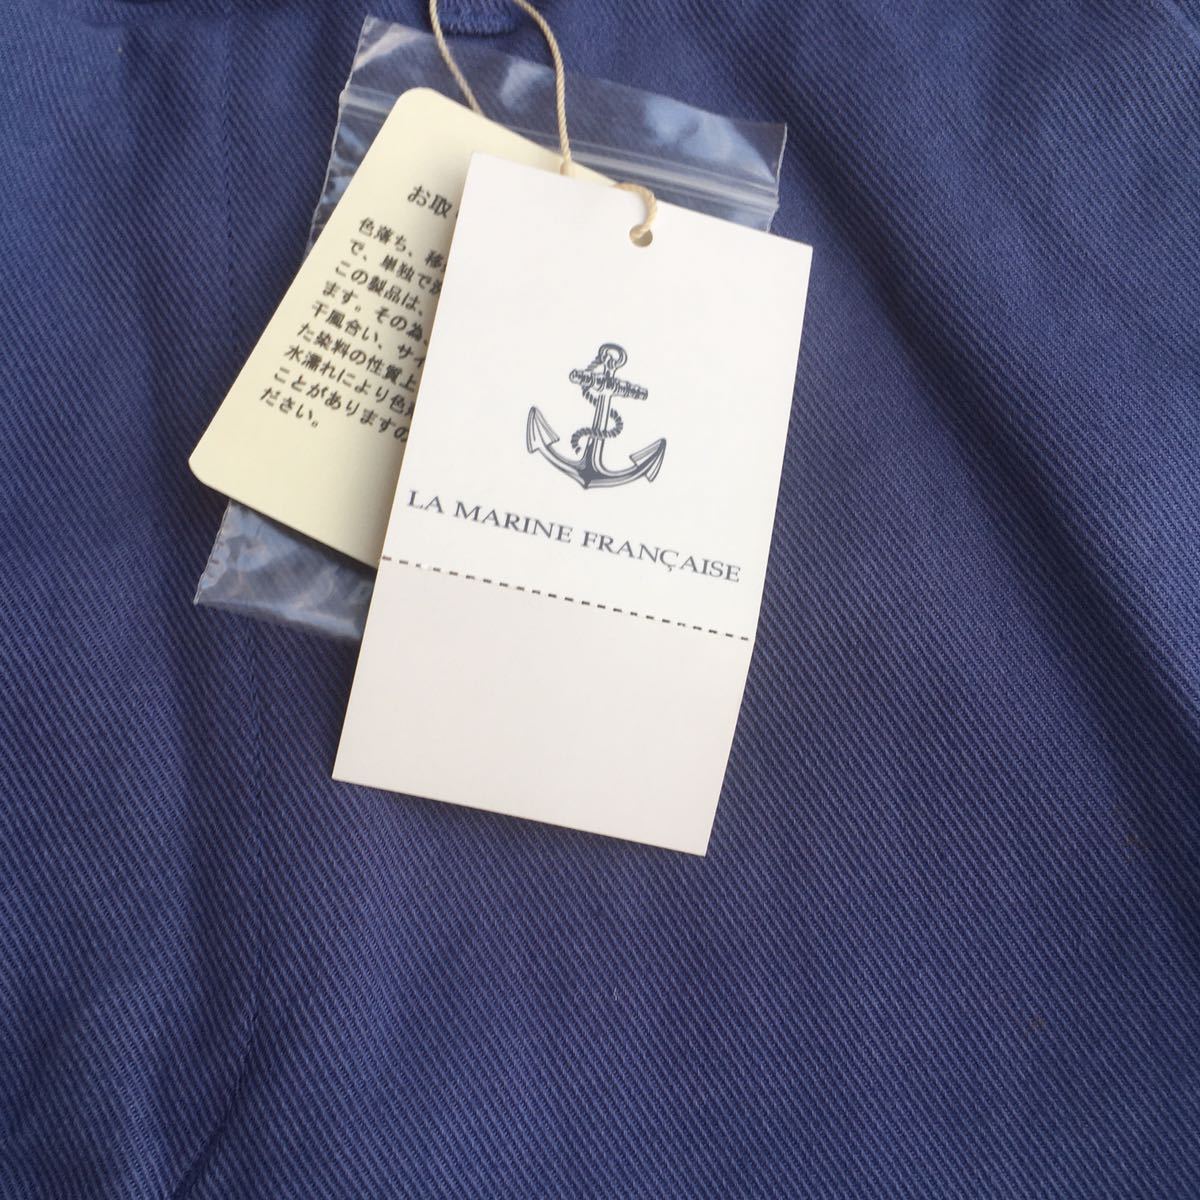 お取
色落ち、移
で、単独で
この製品は、
ます。その為、
干風合い、サイ
た染料の性質上
水濡れにより色
ことがありますの
ださい。
LA MARINE FRANÇAISE